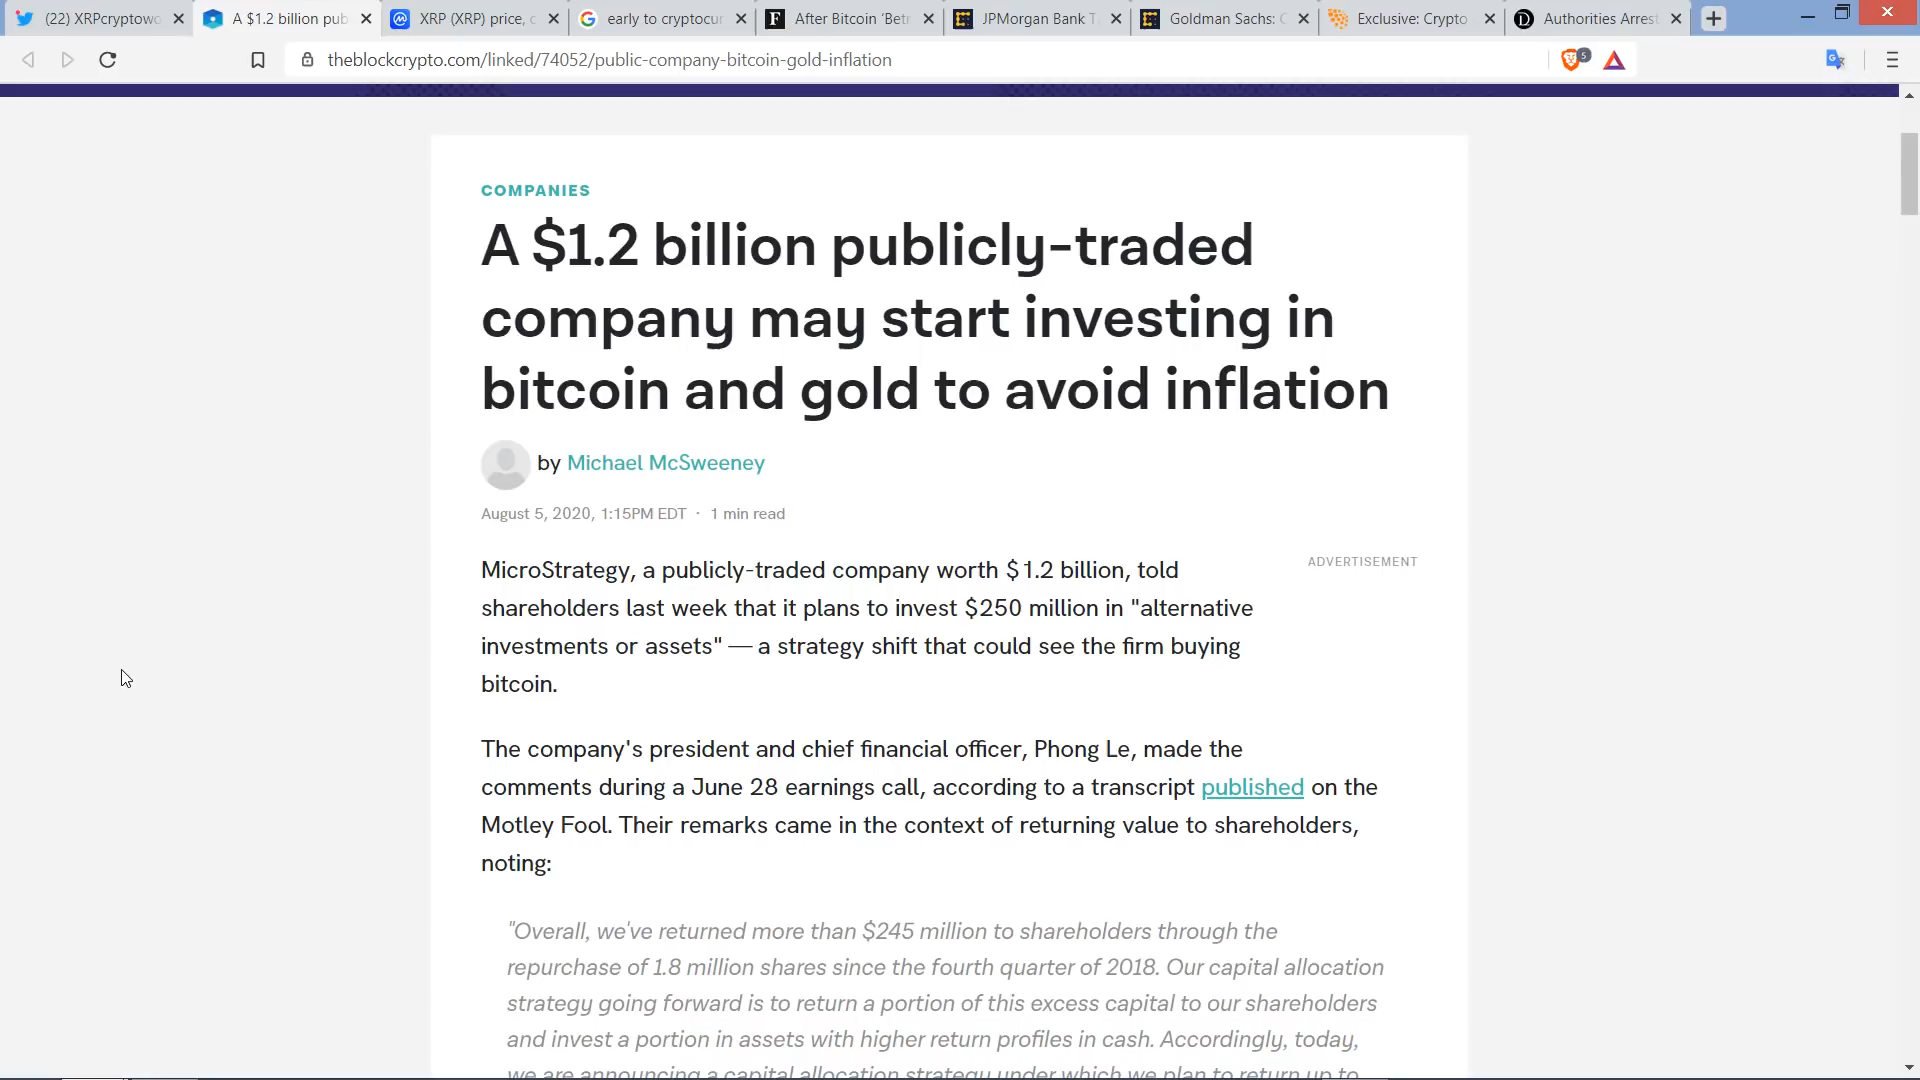 (22) XRPcryptowo
A $1.2 billion pub
XRP (XRP) price, c
early to cryptocur
After Bitcoin ‘Betr
JPMorgan Bank T
Goldman Sachs: C
Exclusive: Crypto
Authorities Arrest
theblockcrypto.com/linked/74052/public-company-bitcoin-gold-inflation
5
COMPANIES
A $1.2 billion publicly-traded
company may start investing in
bitcoin and gold to avoid inflation
by Michael McSweeney
August 5, 2020, 1:15PM EDT · 1 min read
ADVERTISEMENT
MicroStrategy, a publicly-traded company worth $1.2 billion, told
shareholders last week that it plans to invest $250 million in "alternative
investments or assets" — a strategy shift that could see the firm buying
bitcoin.
The company's president and chief financial officer, Phong Le, made the
comments during a June 28 earnings call, according to a transcript published on the
Motley Fool. Their remarks came in the context of returning value to shareholders,
noting:
"Overall, we've returned more than $245 million to shareholders through the
repurchase of 1.8 million shares since the fourth quarter of 2018. Our capital allocation
strategy going forward is to return a portion of this excess capital to our shareholders
and invest a portion in assets with higher return profiles in cash. Accordingly, today,
we are announcing a capital allocation strategy under which we plan to return up to